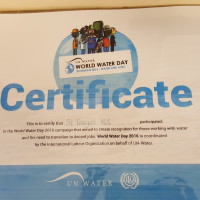 UN WATER
WORLD WATER DAY
Certificate
This is to certify that
participated
in the World Water Day 2016 campaign that aimed to create recognition for those working with water
and the need to transition to decent jobs. World Water Day 2016 is coordinated
by the International Labour Organization on behalf of UN-Water.
UN WATER